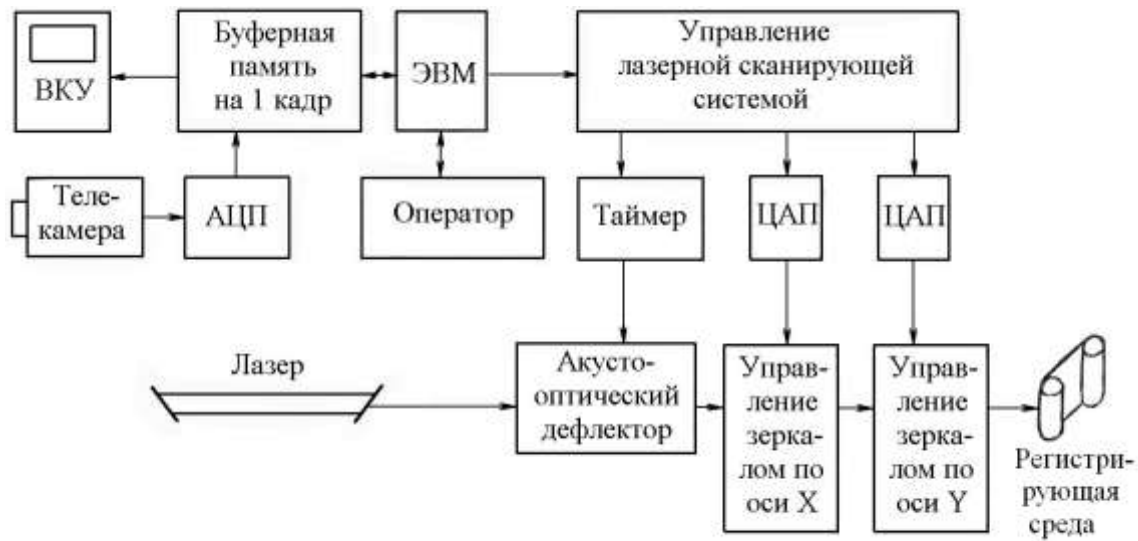 ВКУ
Буферная
память
на 1 кадр
ЭВМ
Управление
лазерной сканирующей
системой
Теле-
камера
АЦП
Оператор
Таймер
ЦАП
ЦАП
Лазер
Акусто-
оптический
дефлектор
Управ-
ление
зерка-
лом по
оси X
Управ-
ление
зерка-
лом по
оси Y
Регистри-
рующая
среда